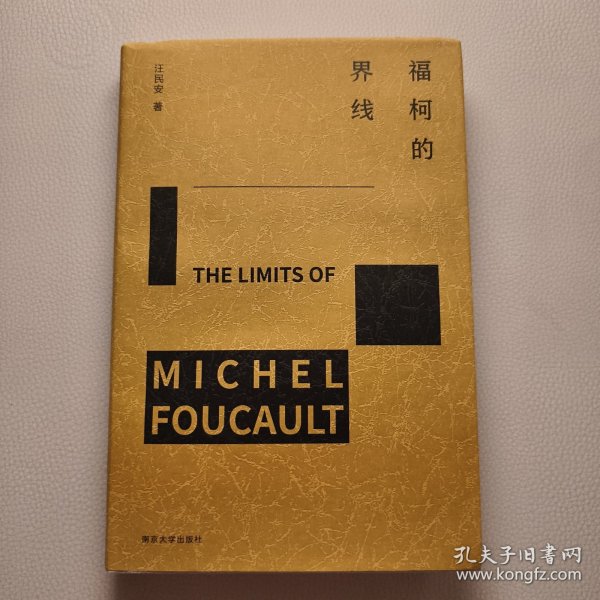 福柯的
界线
汪民安 著
THE LIMITS OF
MICHEL
FOUCAULT
南京大学出版社
孔夫子旧书网
www.kongfz.com